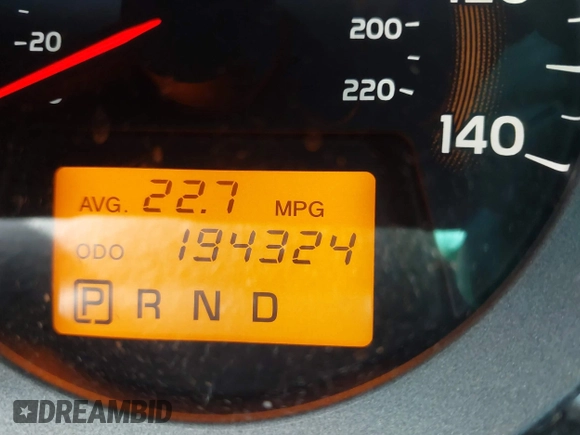 -20
200
220
140
AVG. 22.7 MPG
ODO 194324
P R N D
DREAMBID